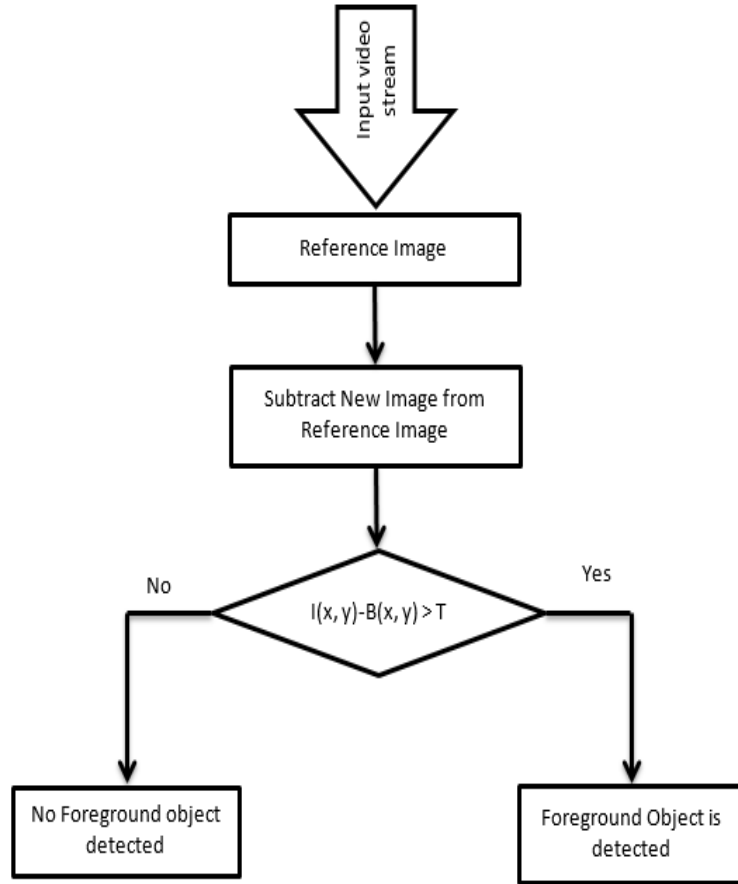 Input video
stream
Reference Image
Subtract New Image from
Reference Image
No
Yes
I(x, y)-B(x, y) > T
No Foreground object
detected
Foreground Object is
detected